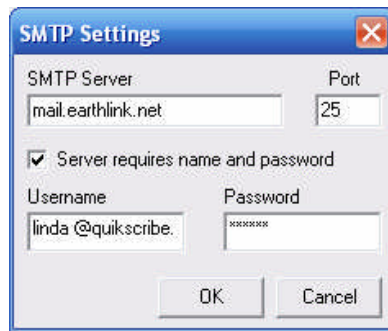 SMTP Settings
SMTP Server Port
mail.earthlink.net 25
Server requires name and password
Username Password
linda @quikscribe. ******
OK Cancel